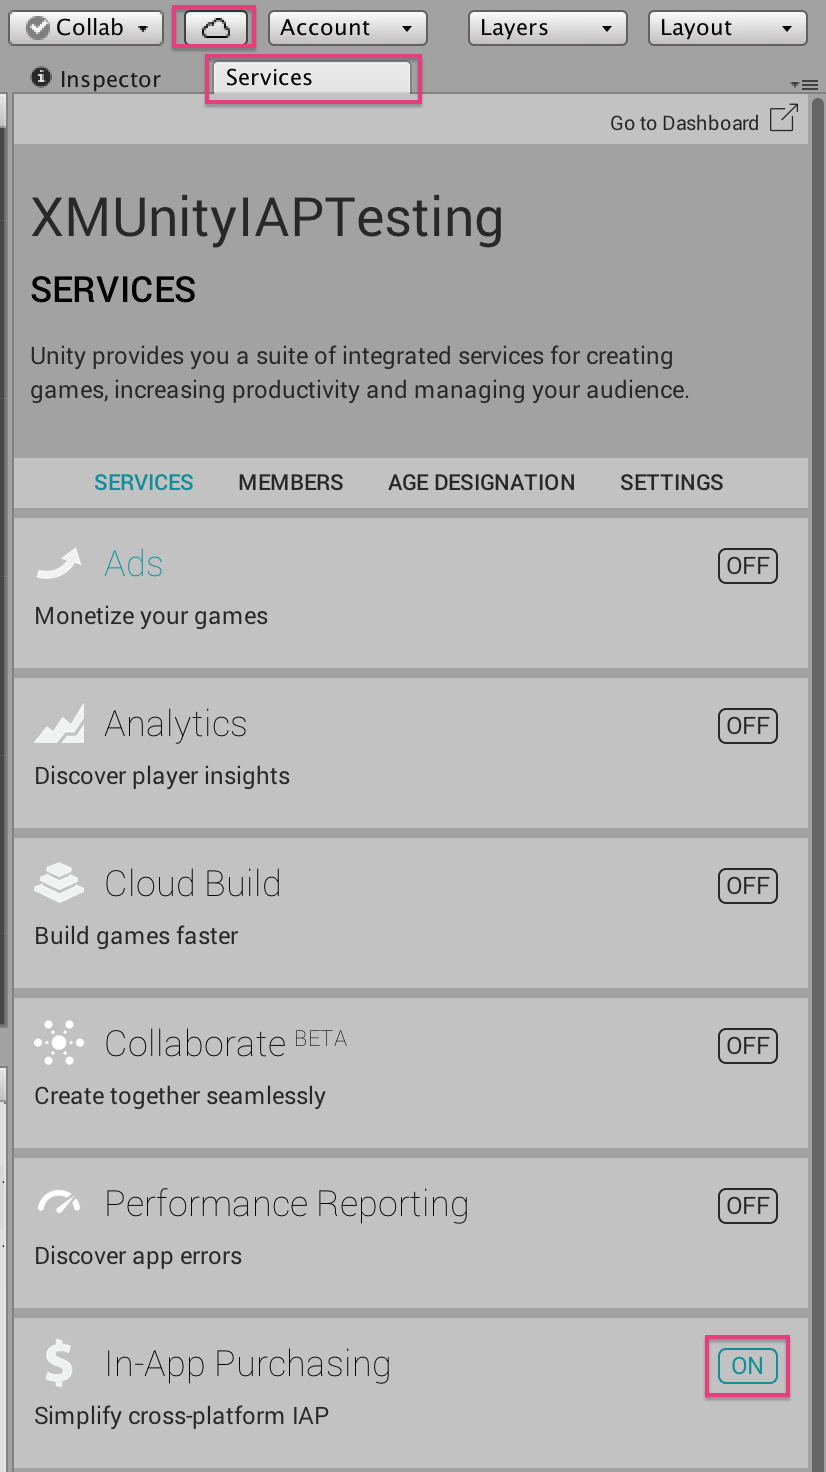 Collab
Account
Layers
Layout
Inspector
Services
Go to Dashboard
XMUnityIAPTesting
SERVICES
Unity provides you a suite of integrated services for creating
games, increasing productivity and managing your audience.
SERVICES MEMBERS AGE DESIGNATION SETTINGS
Ads
OFF
Monetize your games
Analytics
OFF
Discover player insights
Cloud Build
OFF
Build games faster
Collaborate BETA
OFF
Create together seamlessly
Performance Reporting
OFF
Discover app errors
In-App Purchasing
ON
Simplify cross-platform IAP